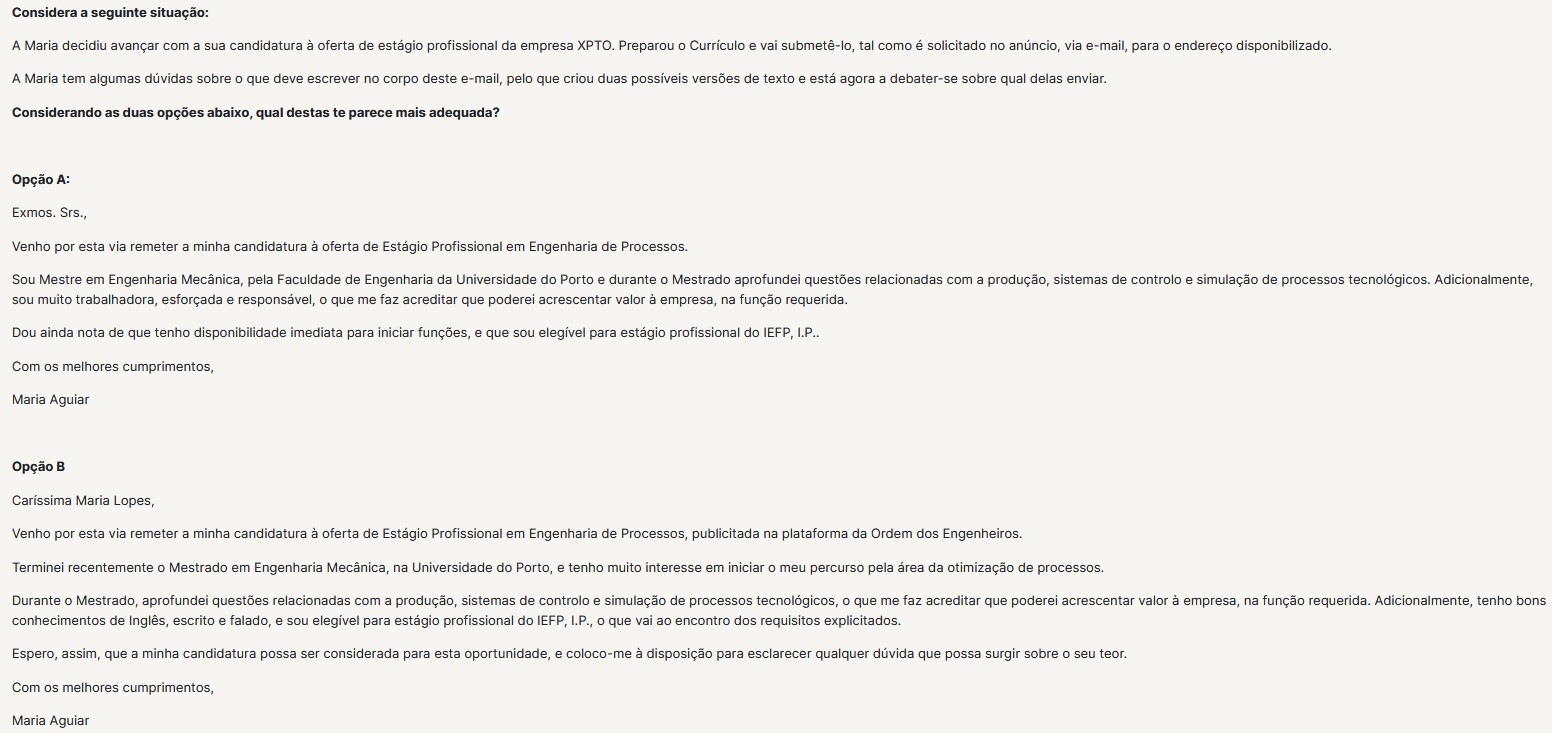 Considera a seguinte situação:
A Maria decidiu avançar com a sua candidatura à oferta de estágio profissional da empresa XPTO. Preparou o Currículo e vai submetê-lo, tal como é solicitado no anúncio, via e-mail, para o endereço disponibilizado.
A Maria tem algumas dúvidas sobre o que deve escrever no corpo deste e-mail, pelo que criou duas possíveis versões de texto e está agora a debater-se sobre qual delas enviar.
Considerando as duas opções abaixo, qual destas te parece mais adequada?
Opção A:
Exmos. Srs.,
Venho por esta via remeter a minha candidatura à oferta de Estágio Profissional em Engenharia de Processos.
Sou Mestre em Engenharia Mecânica, pela Faculdade de Engenharia da Universidade do Porto e durante o Mestrado aprofundei questões relacionadas com a produção, sistemas de controlo e simulação de processos tecnológicos. Adicionalmente,
sou muito trabalhadora, esforçada e responsável, o que me faz acreditar que poderei acrescentar valor à empresa, na função requerida.
Dou ainda nota de que tenho disponibilidade imediata para iniciar funções, e que sou elegível para estágio profissional do IEFP, I.P..
Com os melhores cumprimentos,
Maria Aguiar
Opção B
Caríssima Maria Lopes,
Venho por esta via remeter a minha candidatura à oferta de Estágio Profissional em Engenharia de Processos, publicitada na plataforma da Ordem dos Engenheiros.
Terminei recentemente o Mestrado em Engenharia Mecânica, na Universidade do Porto, e tenho muito interesse em iniciar o meu percurso pela área da otimização de processos.
Durante o Mestrado, aprofundei questões relacionadas com a produção, sistemas de controlo e simulação de processos tecnológicos, o que me faz acreditar que poderei acrescentar valor à empresa, na função requerida. Adicionalmente, tenho bons
conhecimentos de Inglês, escrito e falado, e sou elegível para estágio profissional do IEFP, I.P., o que vai ao encontro dos requisitos explicitados.
Espero, assim, que a minha candidatura possa ser considerada para esta oportunidade, e coloco-me à disposição para esclarecer qualquer dúvida que possa surgir sobre o seu teor.
Com os melhores cumprimentos,
Maria Aguiar